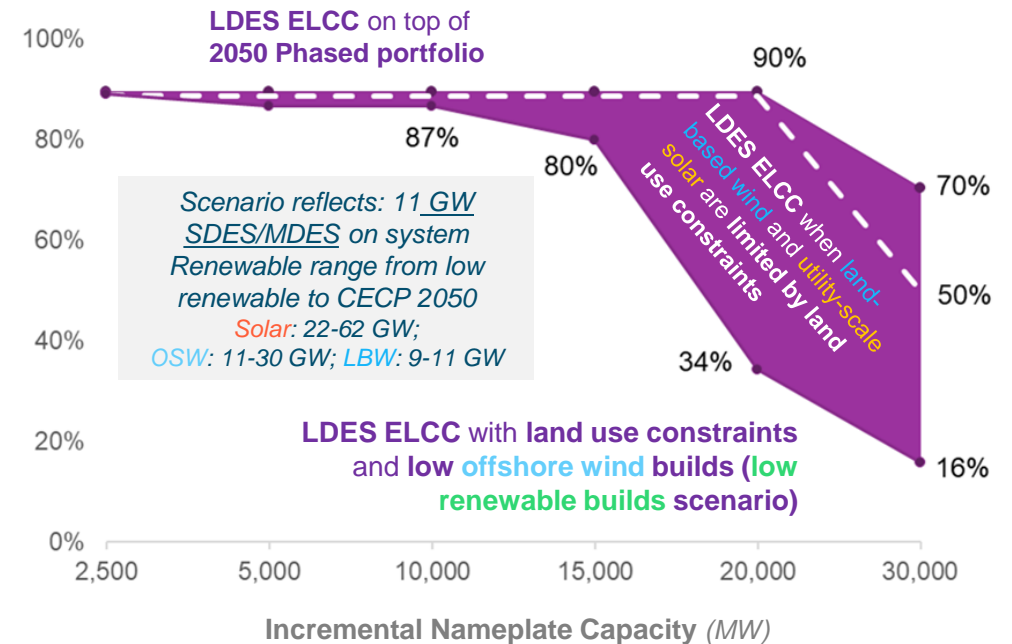 LDES ELCC on top of
2050 Phased portfolio
100%
80%
60%
40%
20%
0%
90%
87%
80%
70%
50%
34%
16%
LDES ELCC when land-
based wind and utility-scale
solar are limited by land
use constraints
Scenario reflects: 11 GW
SDES/MDES on system
Renewable range from low
renewable to CECP 2050
Solar: 22-62 GW;
OSW: 11-30 GW; LBW: 9-11 GW
LDES ELCC with land use constraints
and low offshore wind builds (low
renewable builds scenario)
2,500
5,000
10,000
15,000
20,000
30,000
Incremental Nameplate Capacity (MW)